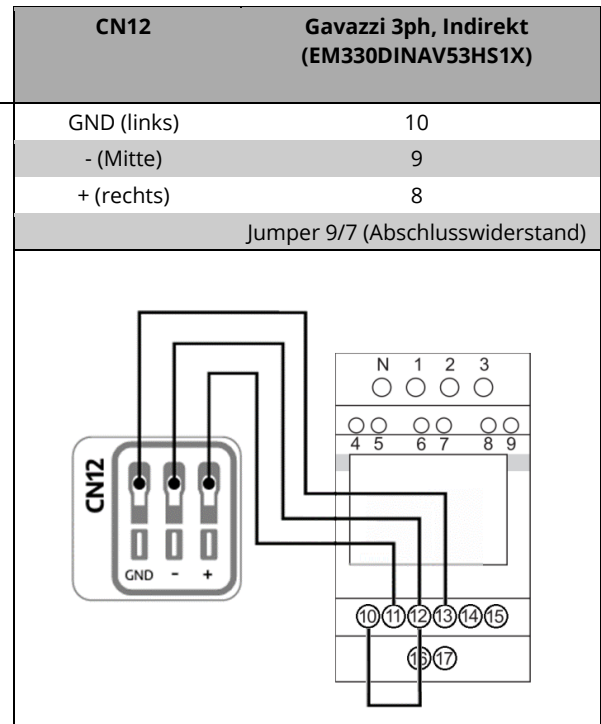 CN12 Gavazzi 3ph, Indirekt
(EM330DINAV53HS1X)
GND (links) 10
- (Mitte) 9
+ (rechts) 8
Jumper 9/7 (Abschlusswiderstand)
N 1 2 3
4 5 6 7 8 9
CN12
GND - +
10 11 12 13 14 15
16 17